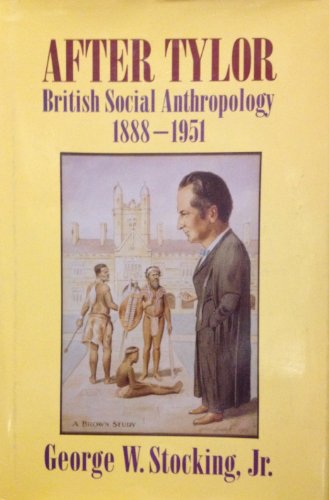 AFTER TYLOR
British Social Anthropology
1888–1951
A BROWN STUDY
George W. Stocking, Jr.